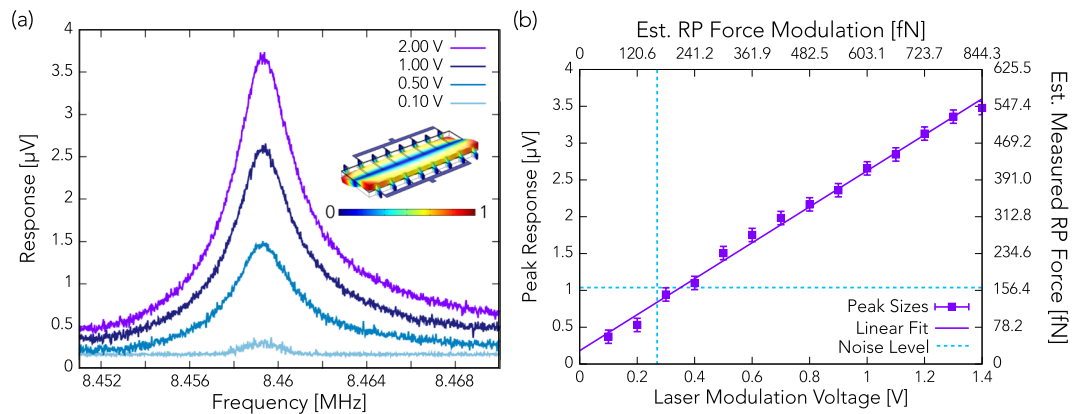 (a)
4
3.5
3
2.5
2
1.5
1
0.5
0
Response [µV]
8.452 8.456 8.46 8.464 8.468
Frequency [MHz]
2.00 V
1.00 V
0.50 V
0.10 V
0 1
(b)
Est. RP Force Modulation [fN]
0 120.6 241.2 361.9 482.5 603.1 723.7 844.3
4
3.5
3
2.5
2
1.5
1
0.5
0
Peak Response [µV]
625.5
547.4
469.2
391.0
312.8
234.6
156.4
78.2
0
Est. Measured RP Force [fN]
Peak Sizes
Linear Fit
Noise Level
0 0.2 0.4 0.6 0.8 1.0 1.2 1.4
Laser Modulation Voltage [V]